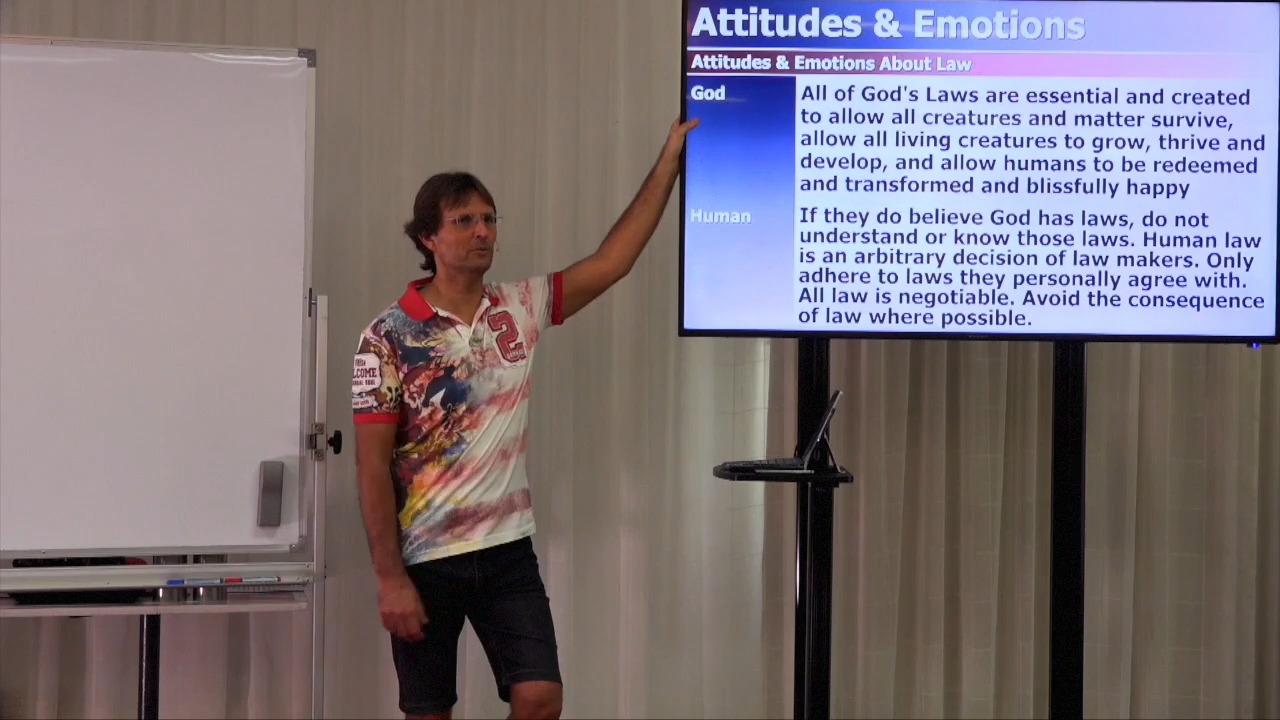 Attitudes & Emotions
Attitudes & Emotions About Law
God
All of God's Laws are essential and created
to allow all creatures and matter survive,
allow all living creatures to grow, thrive and
develop, and allow humans to be redeemed
and transformed and blissfully happy
Human
If they do believe God has laws, do not
understand or know those laws. Human law
is an arbitrary decision of law makers. Only
adhere to laws they personally agree with.
All law is negotiable. Avoid the consequence
of law where possible.
2